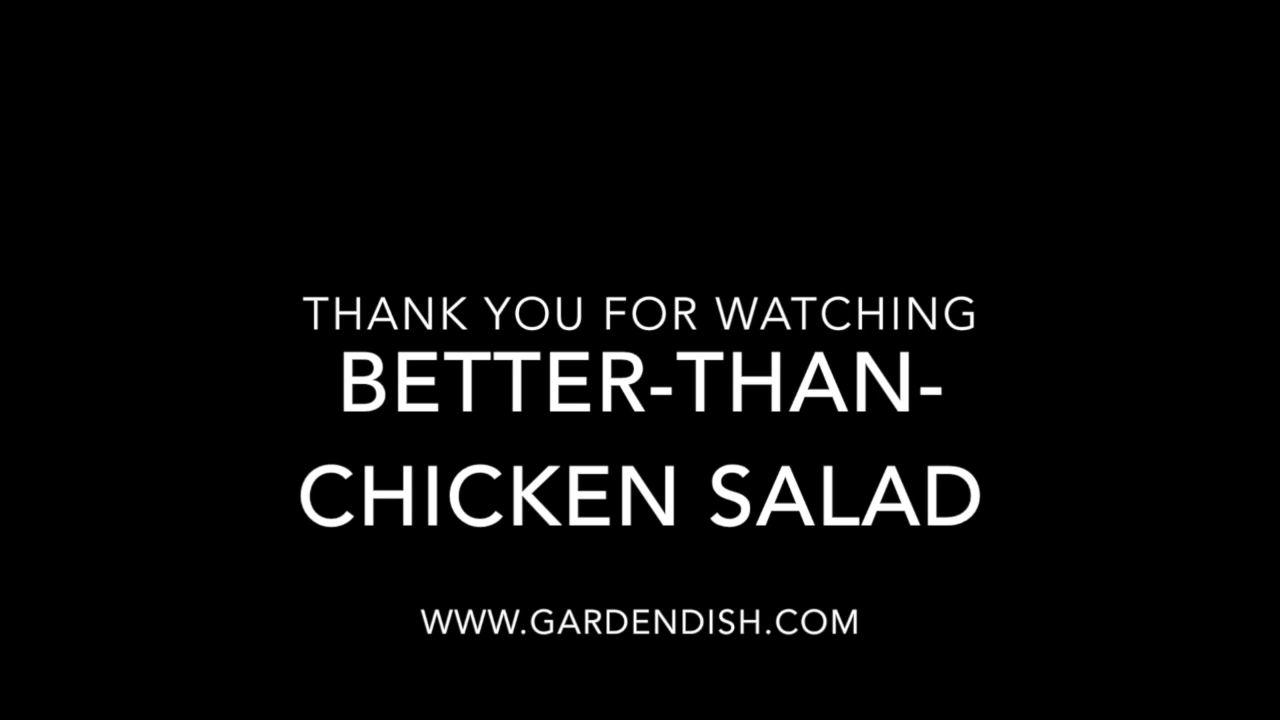 THANK YOU FOR WATCHING
BETTER-THAN-
CHICKEN SALAD
WWW.GARDENDISH.COM